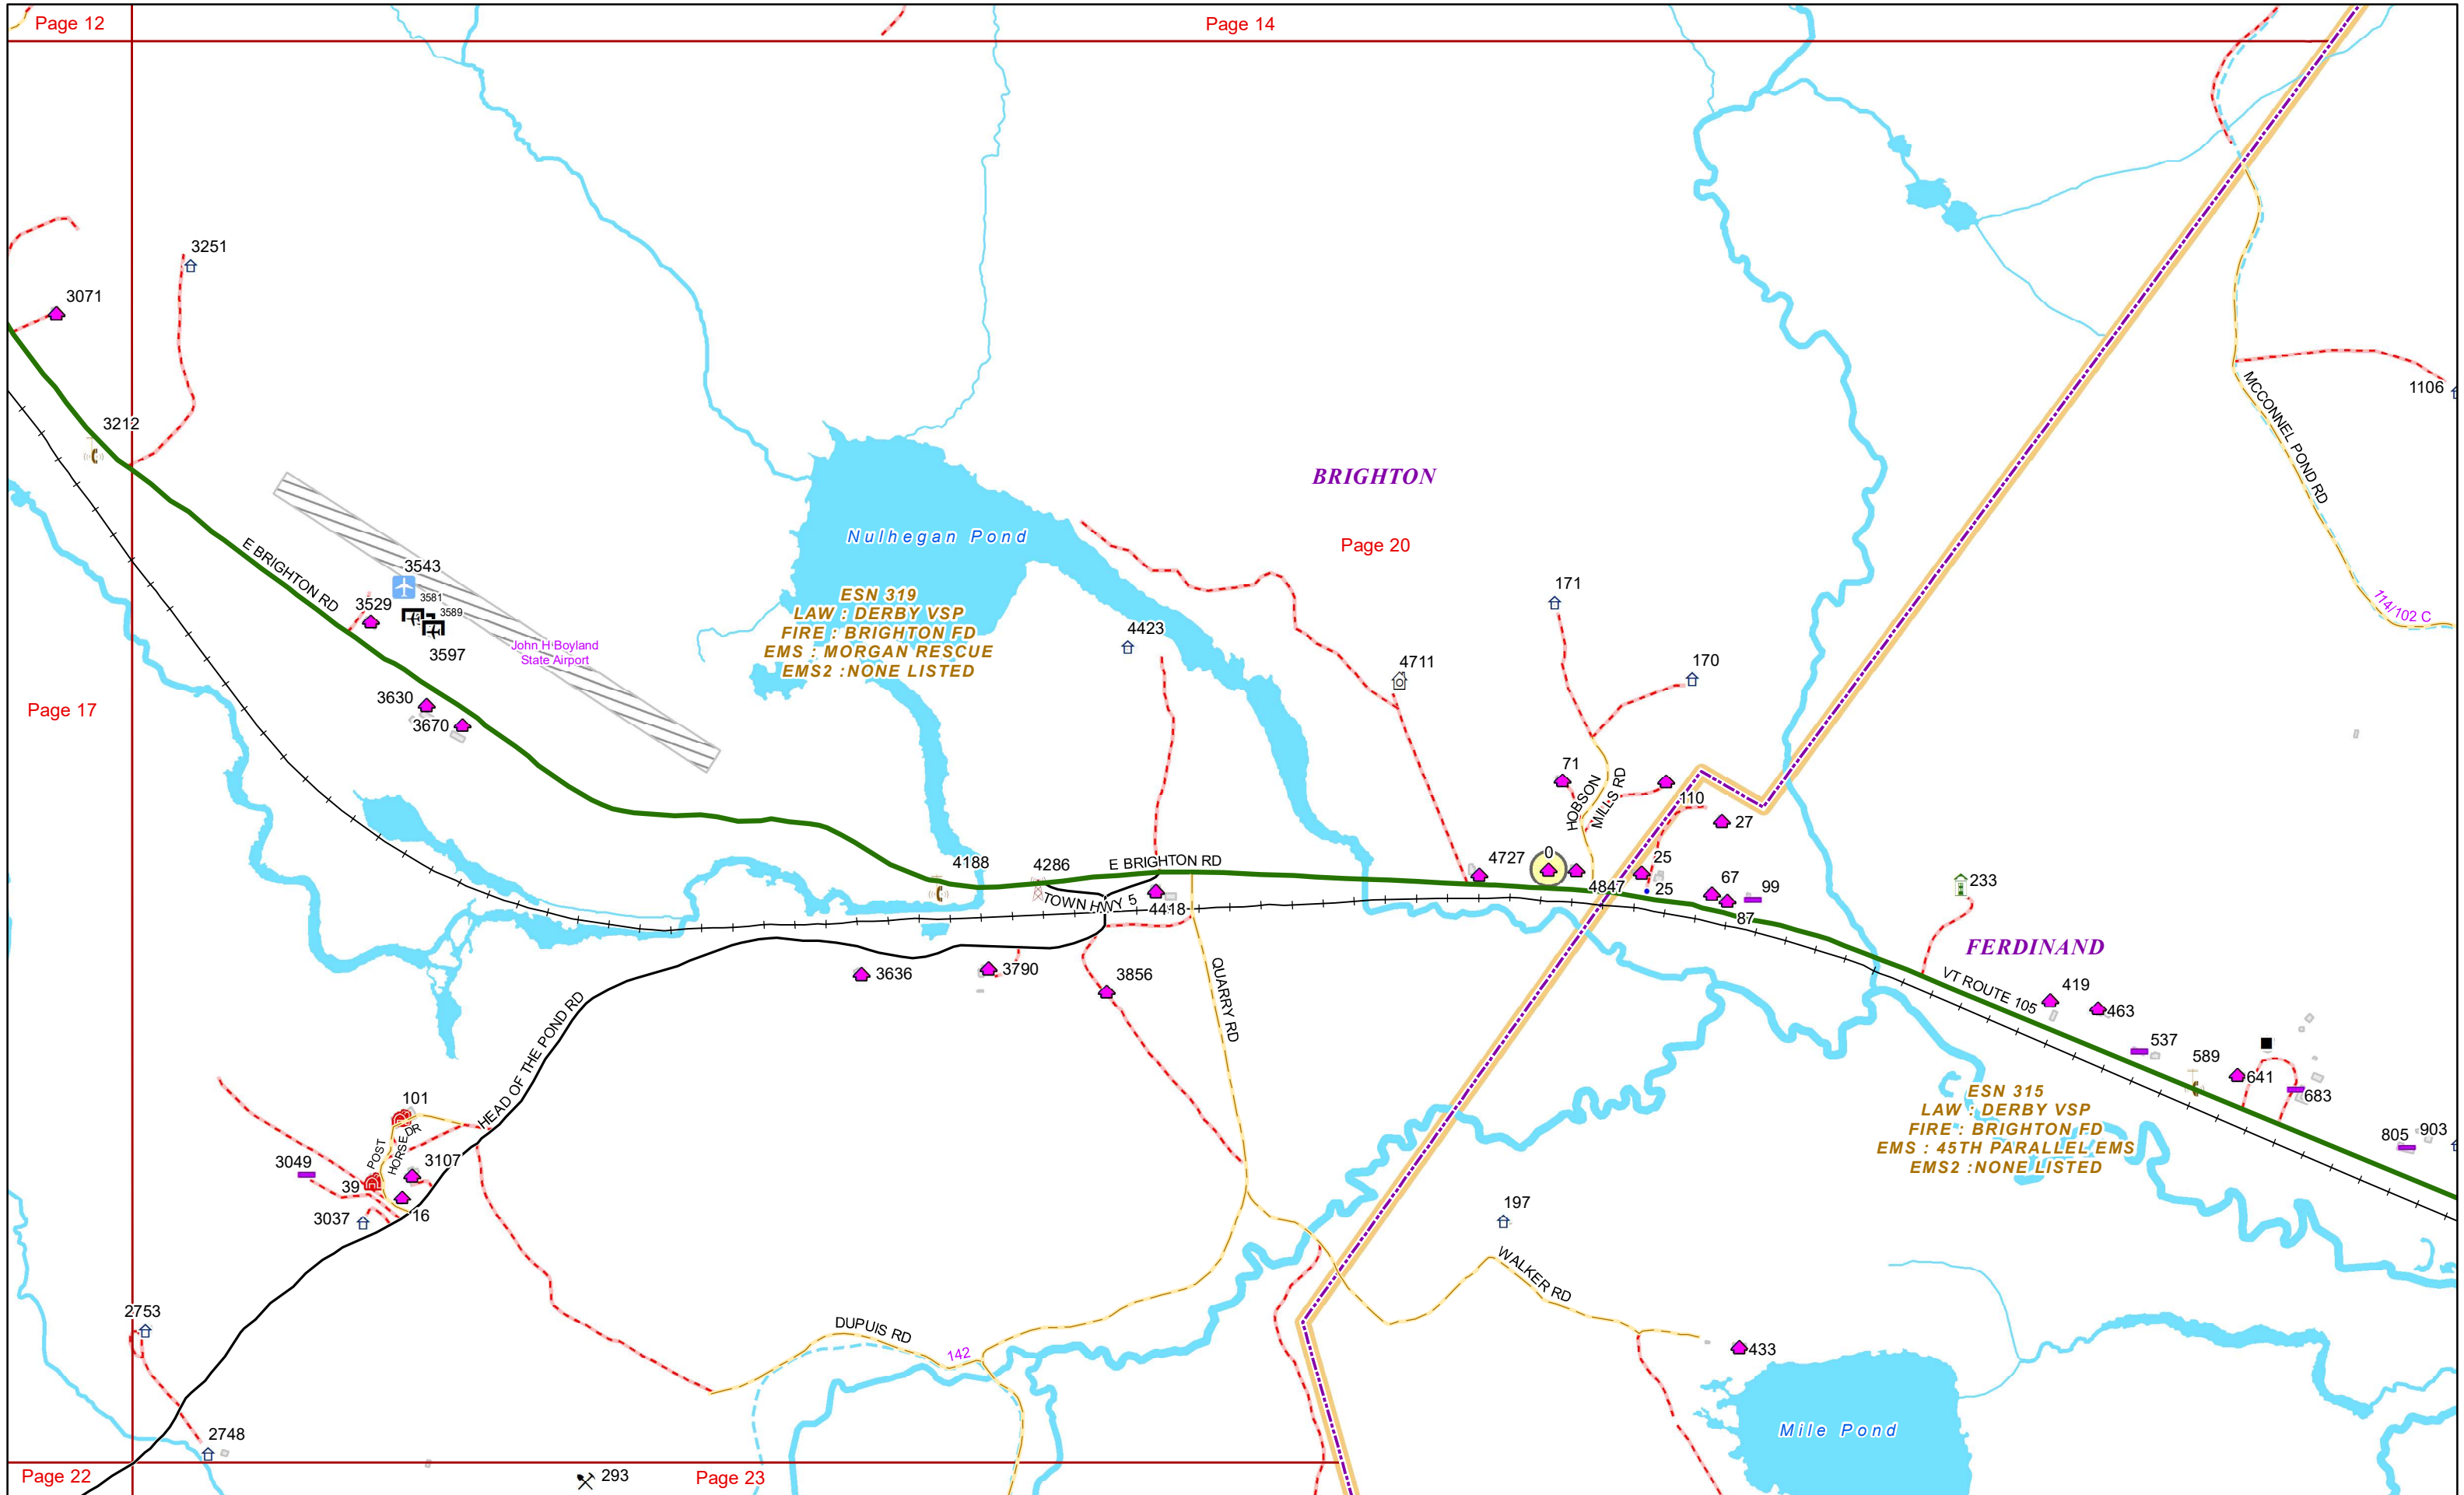 Page 12
Page 14
3251
3071
3212
1106
MCCONNEL POND RD
BRIGHTON
Nulhegan Pond
Page 20
E BRIGHTON RD
3543
3581
3589
3529
3597
John H Boyland
State Airport
ESN 319
LAW : DERBY VSP
FIRE : BRIGHTON FD
EMS : MORGAN RESCUE
EMS2 :NONE LISTED
4423
171
170
4711
114/102 C
Page 17
3630
3670
71
HOBSON
MILLS RD
110
27
4188
4286
E BRIGHTON RD
4727
0
25
4847
25
67
99
87
233
TOWN HWY 5
4418
FERDINAND
3636
3790
3856
QUARRY RD
VT ROUTE 105
419
463
537
589
641
683
HEAD OF THE POND RD
101
POST
HORSE
DR
3049
3107
39
3037
16
ESN 315
LAW : DERBY VSP
FIRE : BRIGHTON FD
EMS : 45TH PARALLEL EMS
EMS2 :NONE LISTED
805
903
197
WALKER RD
2753
DUPUIS RD
142
433
Mile Pond
2748
Page 22
293
Page 23